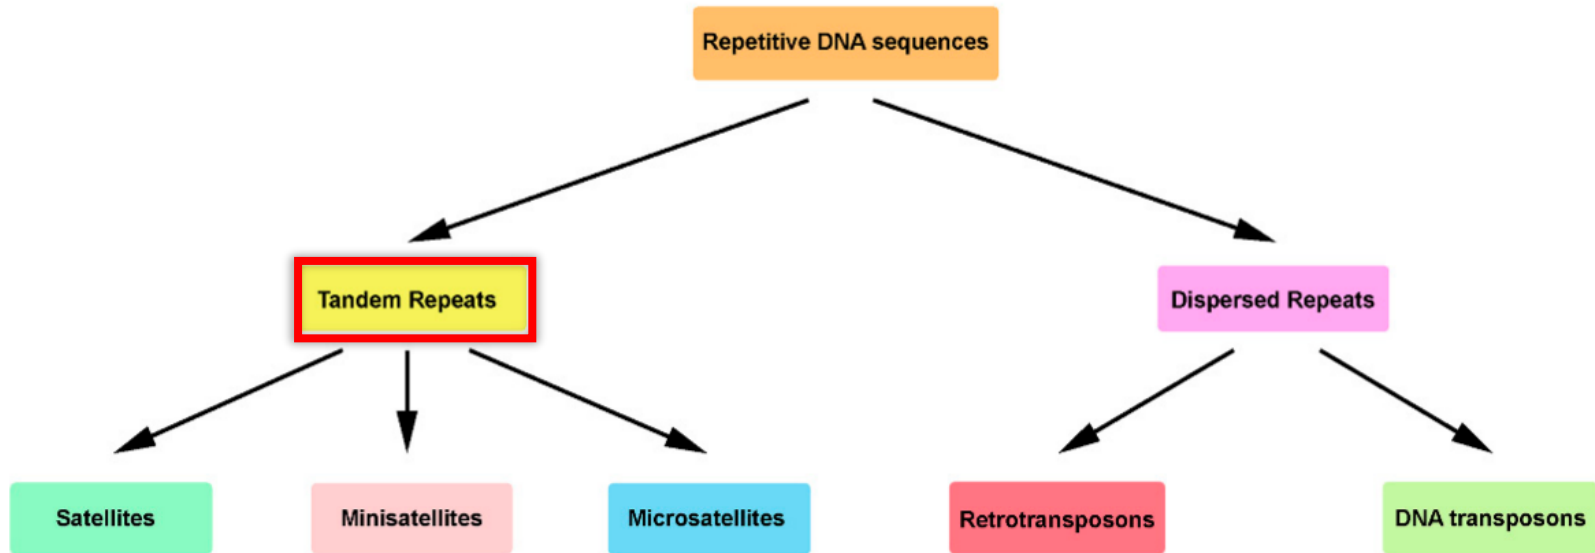 Repetitive DNA sequences
Tandem Repeats
Dispersed Repeats
Satellites
Minisatellites
Microsatellites
Retrotransposons
DNA transposons